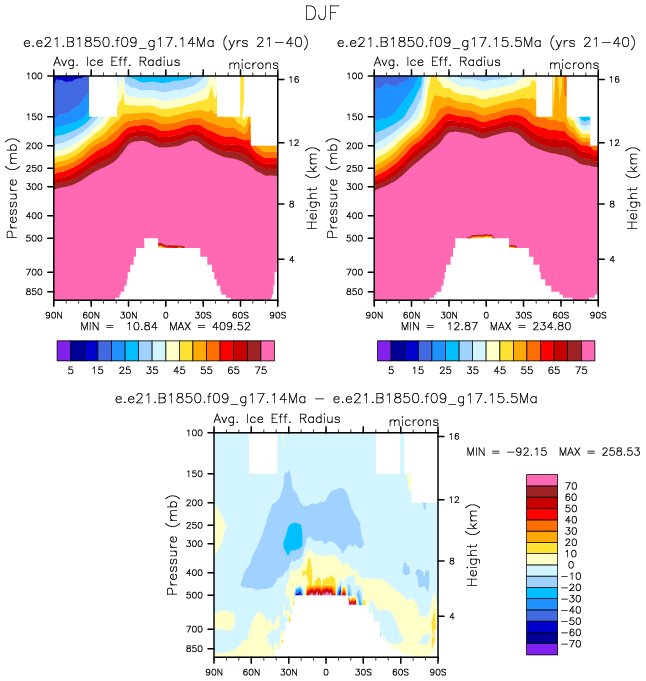 DJF
e.e21.B1850.f09_g17.14Ma (yrs 21-40)
e.e21.B1850.f09_g17.15.5Ma (yrs 21-40)
Avg. Ice Eff. Radius microns
Avg. Ice Eff. Radius microns
Pressure (mb)
100
150
200
250
300
400
500
700
850
16
12
8
4
Height (km)
90N 60N 30N 0 30S 60S 90S
MIN = 10.84 MAX = 409.52
5 15 25 35 45 55 65 75
Pressure (mb)
100
150
200
250
300
400
500
700
850
16
12
8
4
Height (km)
90N 60N 30N 0 30S 60S 90S
MIN = 12.87 MAX = 234.80
5 15 25 35 45 55 65 75
e.e21.B1850.f09_g17.14Ma - e.e21.B1850.f09_g17.15.5Ma
Avg. Ice Eff. Radius microns
Pressure (mb)
100
150
200
250
300
400
500
700
850
16
12
8
4
Height (km)
90N 60N 30N 0 30S 60S 90S
MIN = -92.15 MAX = 258.53
70
60
50
40
30
20
10
0
-10
-20
-30
-40
-50
-60
-70